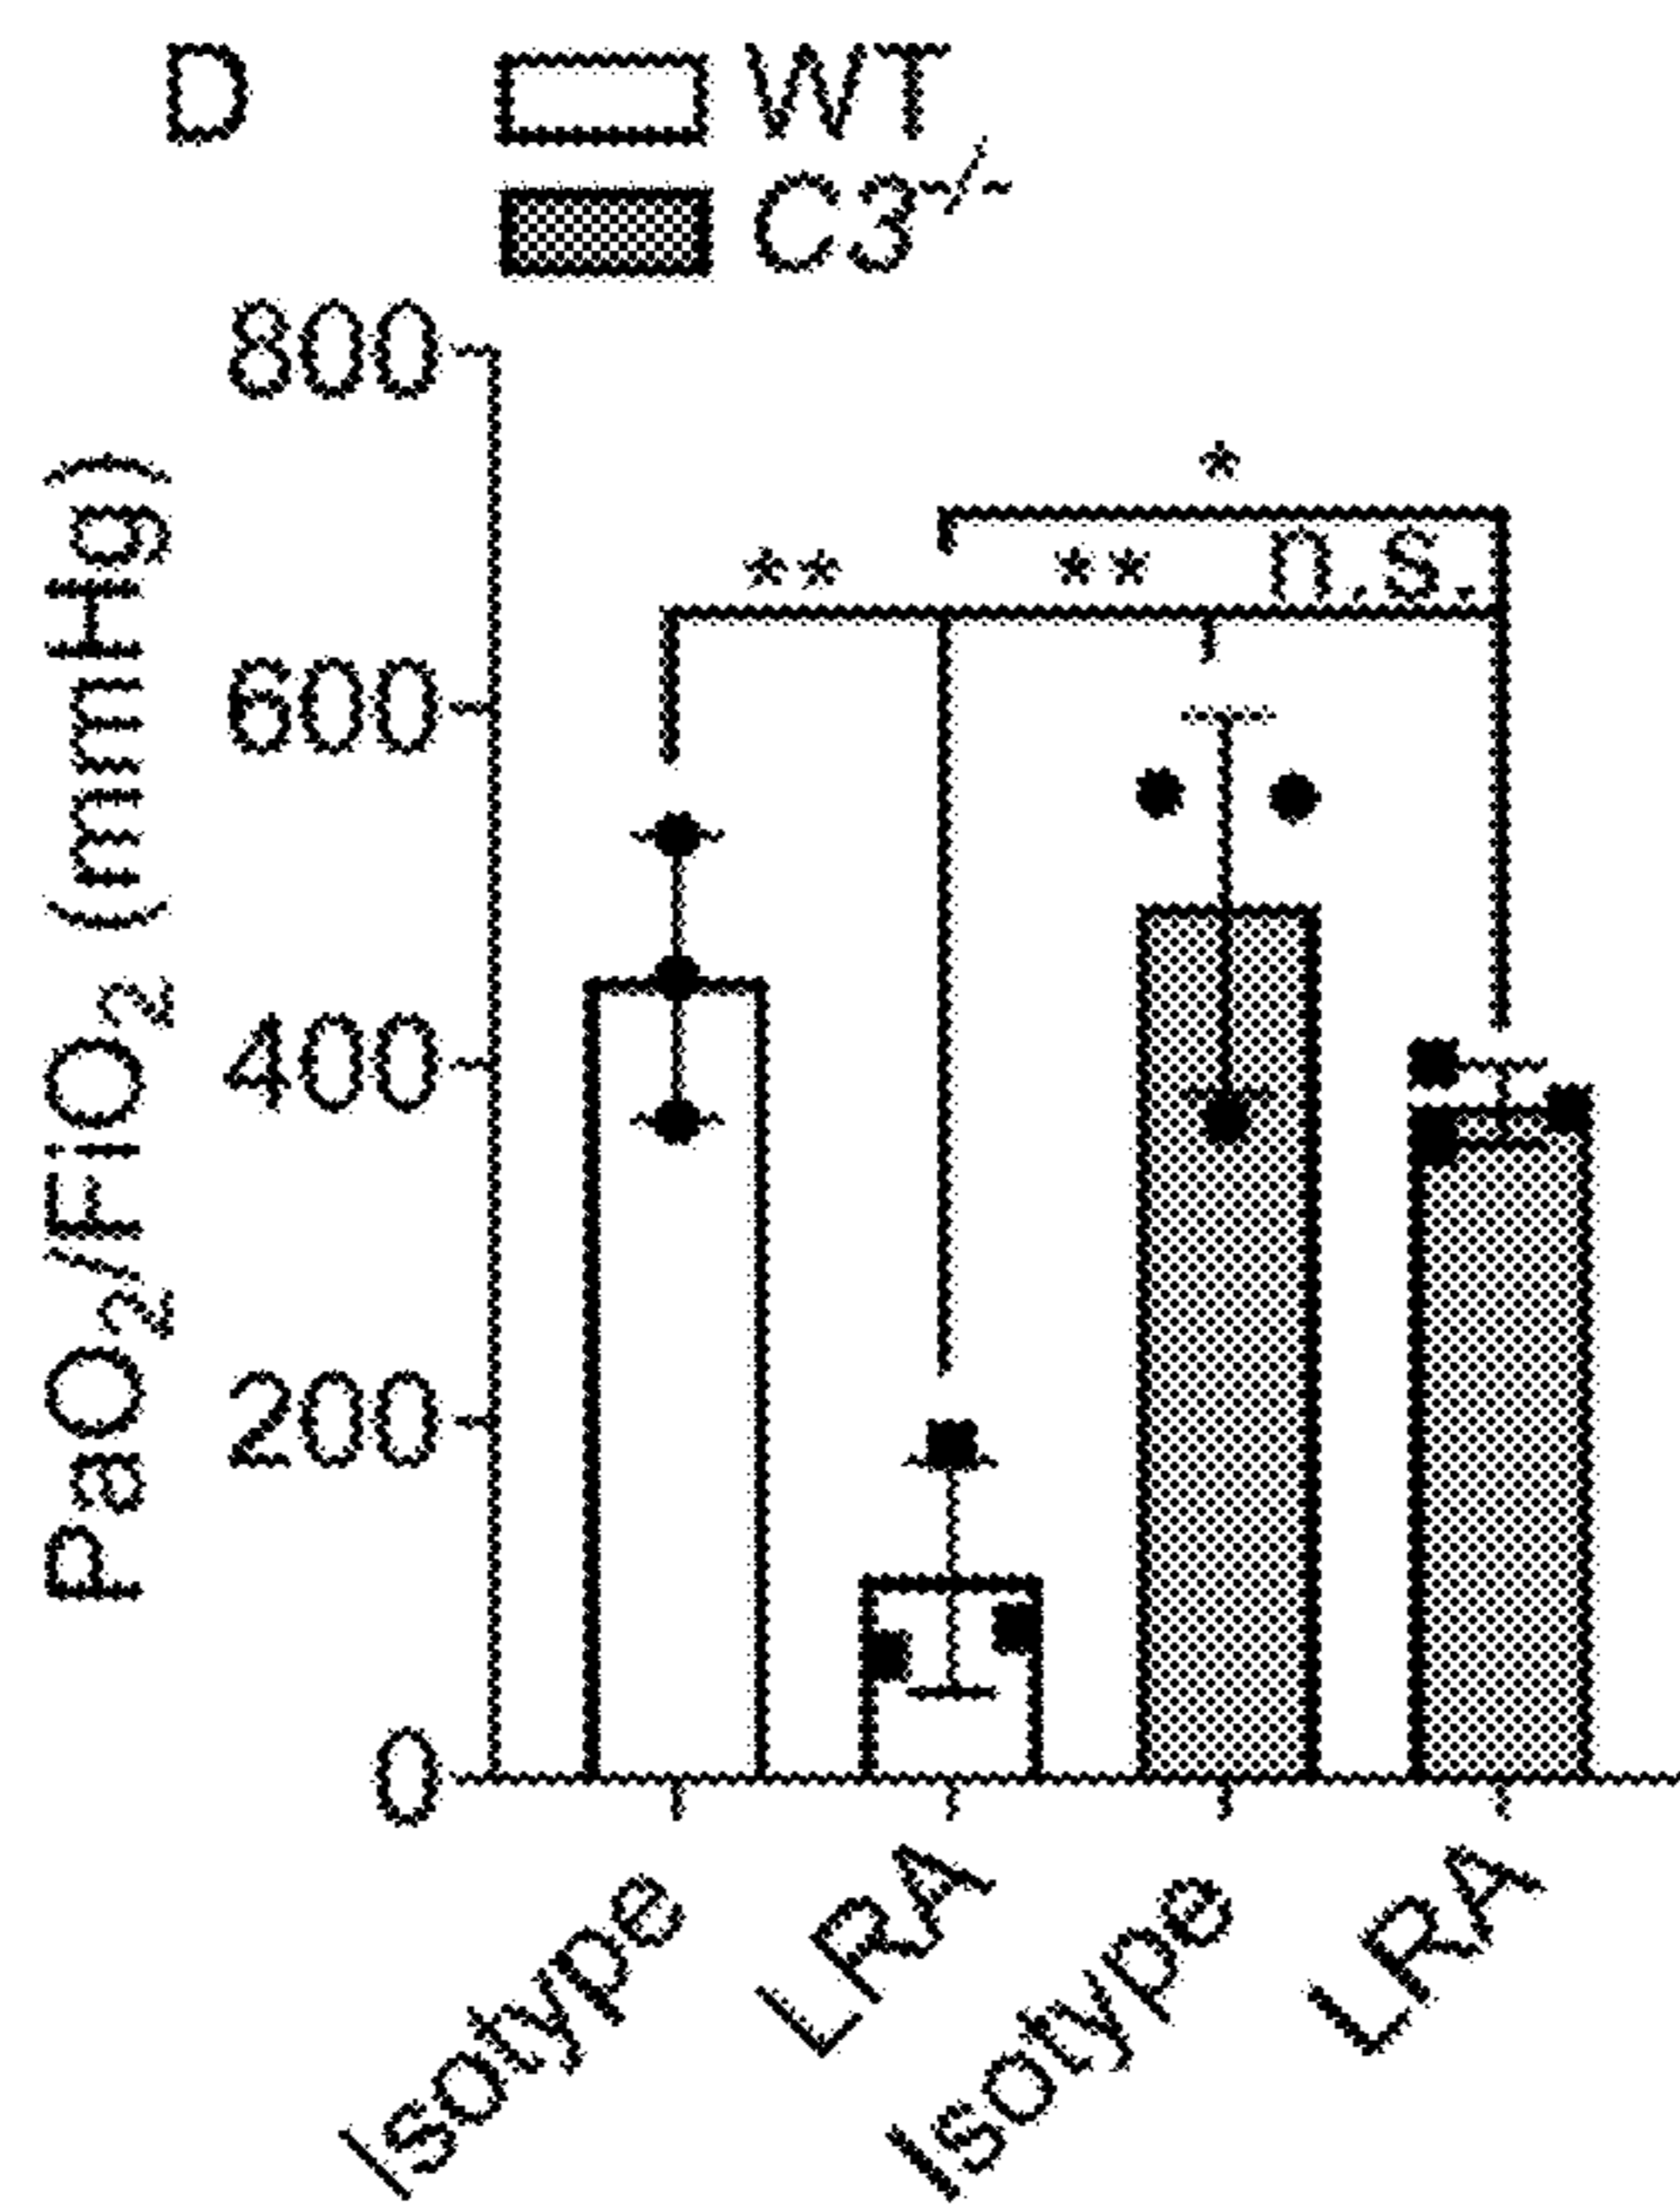 D
WT
C3-/-
PaO2/FiO2 (mmHg)
800
600
400
200
0
*
** ** n.s.
Isotype LRA Isotype LRA